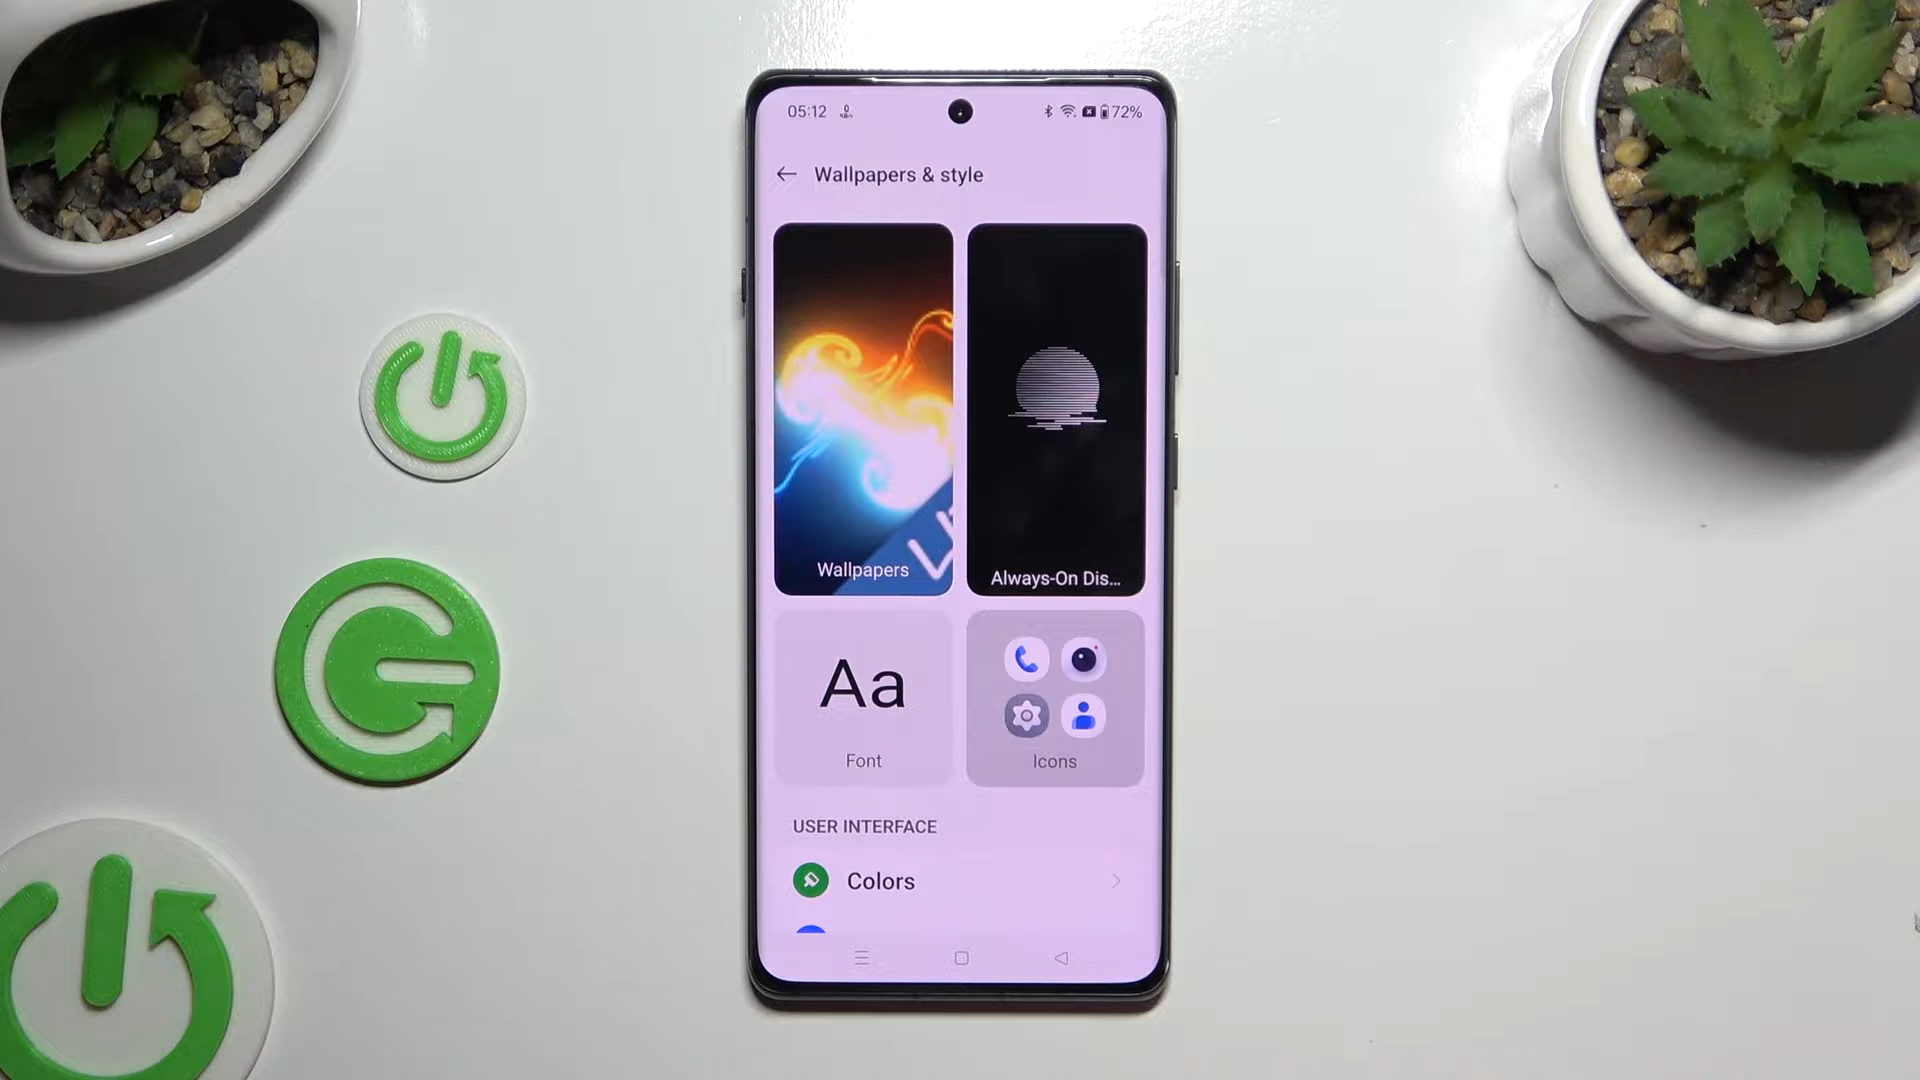 05:12
72%
Wallpapers & style
Wallpapers
Always-On Dis...
Aa
Font
Icons
USER INTERFACE
Colors